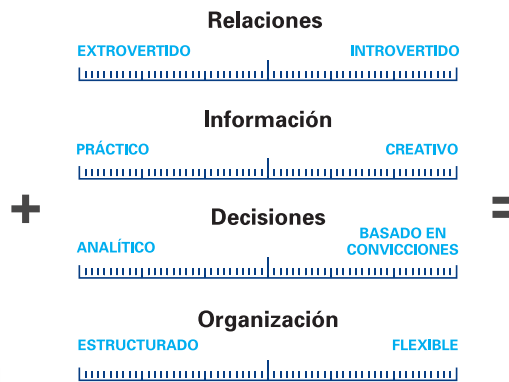 Relaciones
EXTROVERTIDO INTROVERTIDO
Información
PRÁCTICO CREATIVO
+ =
Decisiones
ANALÍTICO BASADO EN CONVICCIONES
Organización
ESTRUCTURADO FLEXIBLE